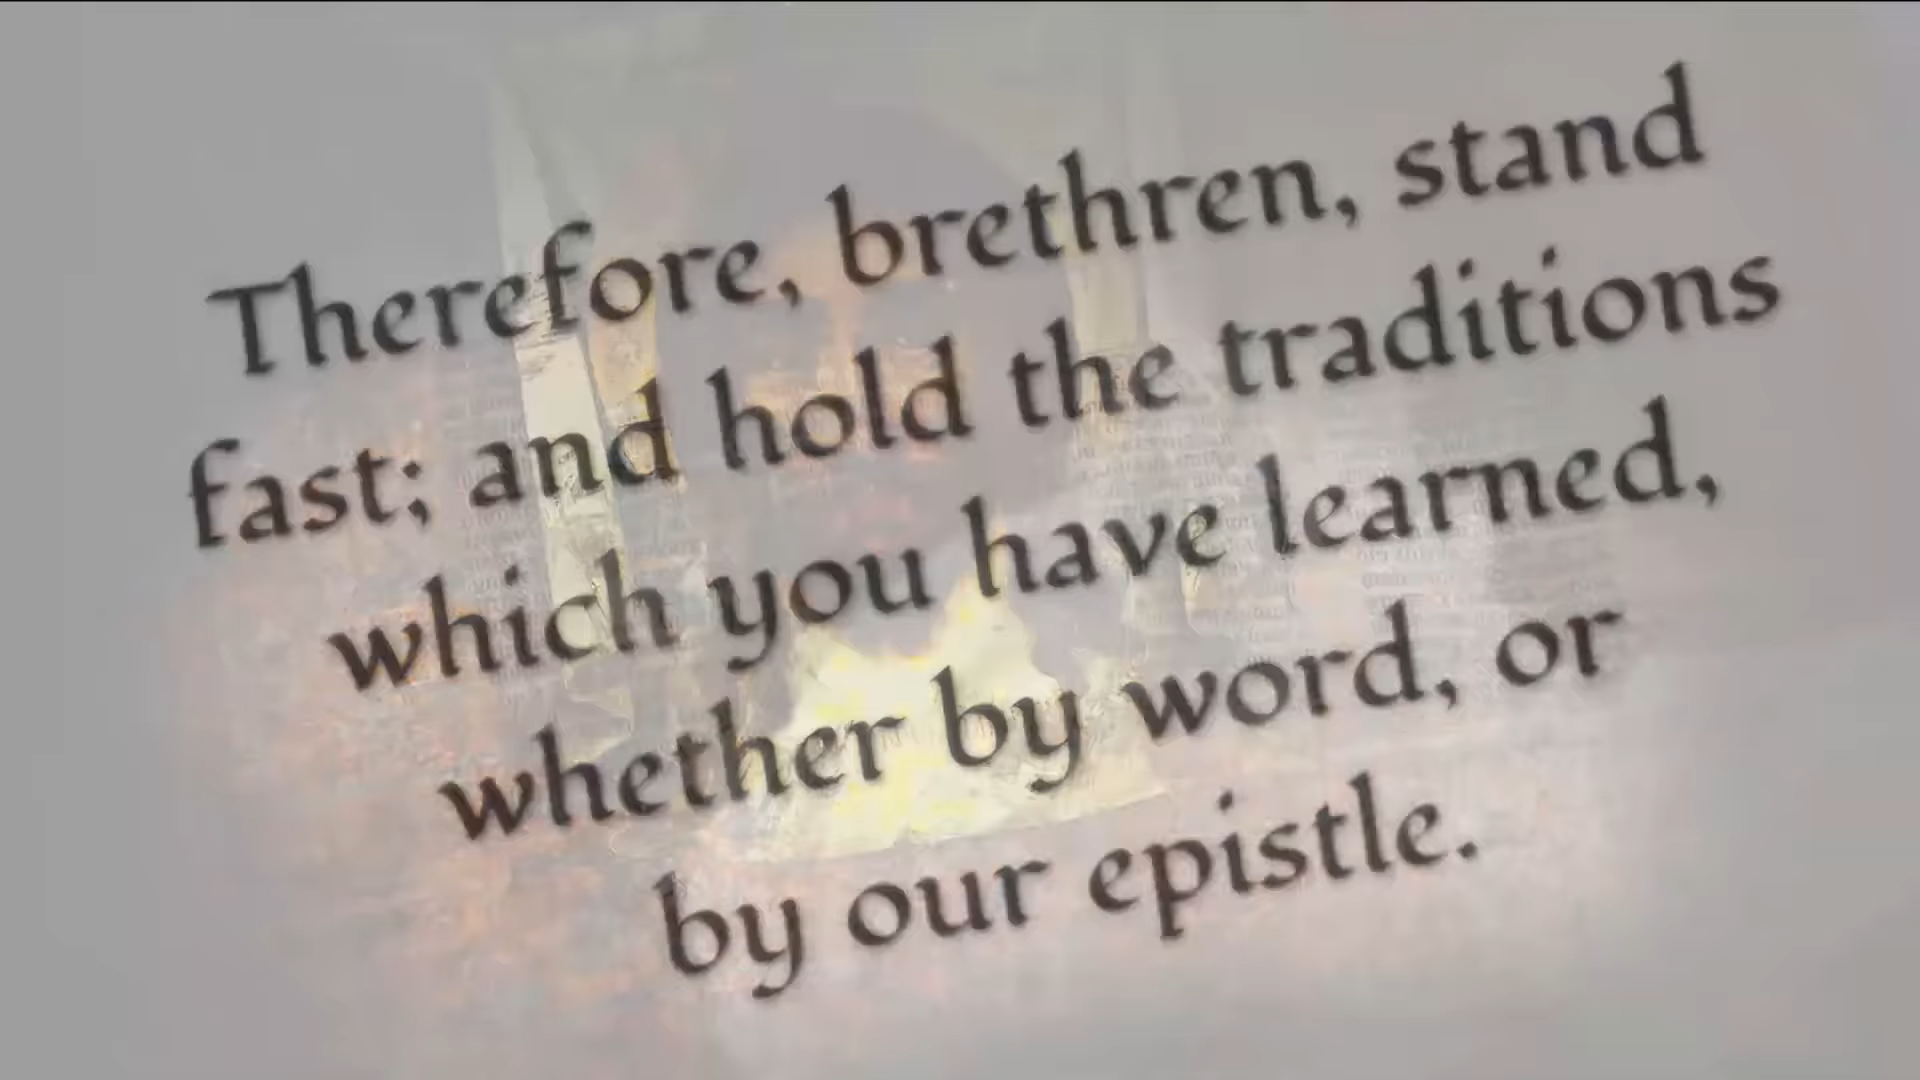 Therefore, brethren, stand
fast; and hold the traditions
which you have learned,
whether by word, or
by our epistle.